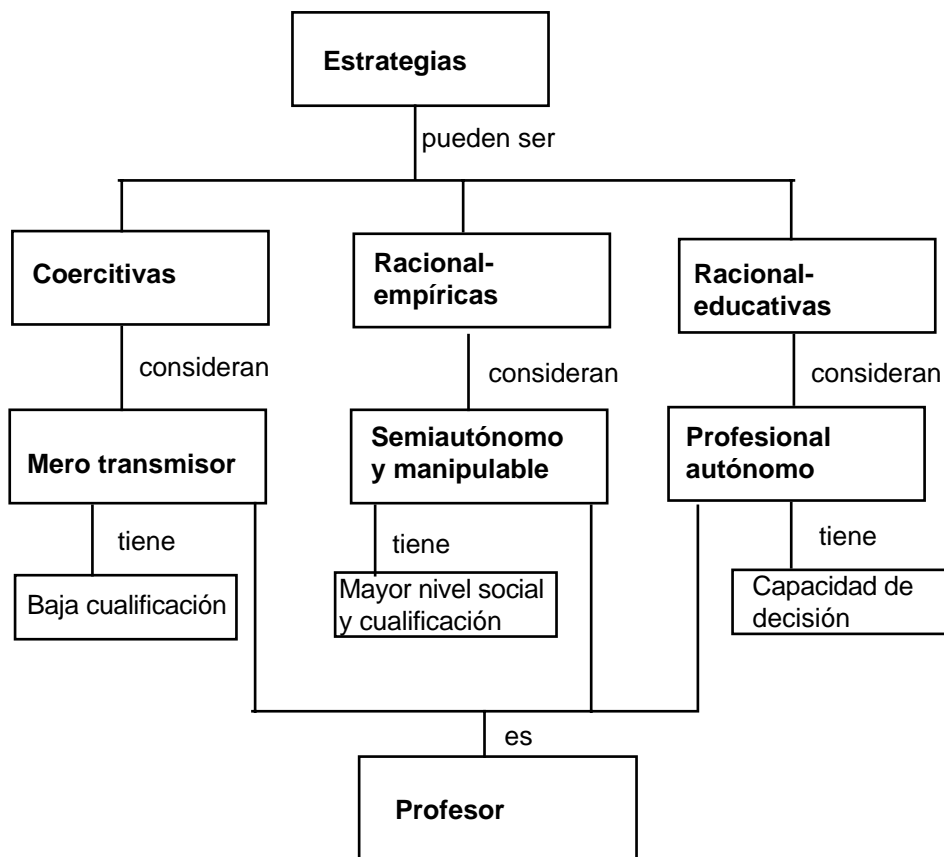 Estrategias
pueden ser
Coercitivas
Racional-
empíricas
Racional-
educativas
consideran
consideran
consideran
Mero transmisor
Semiautónomo
y manipulable
Profesional
autónomo
tiene
tiene
tiene
Baja cualificación
Mayor nivel social
y cualificación
Capacidad de
decisión
es
Profesor